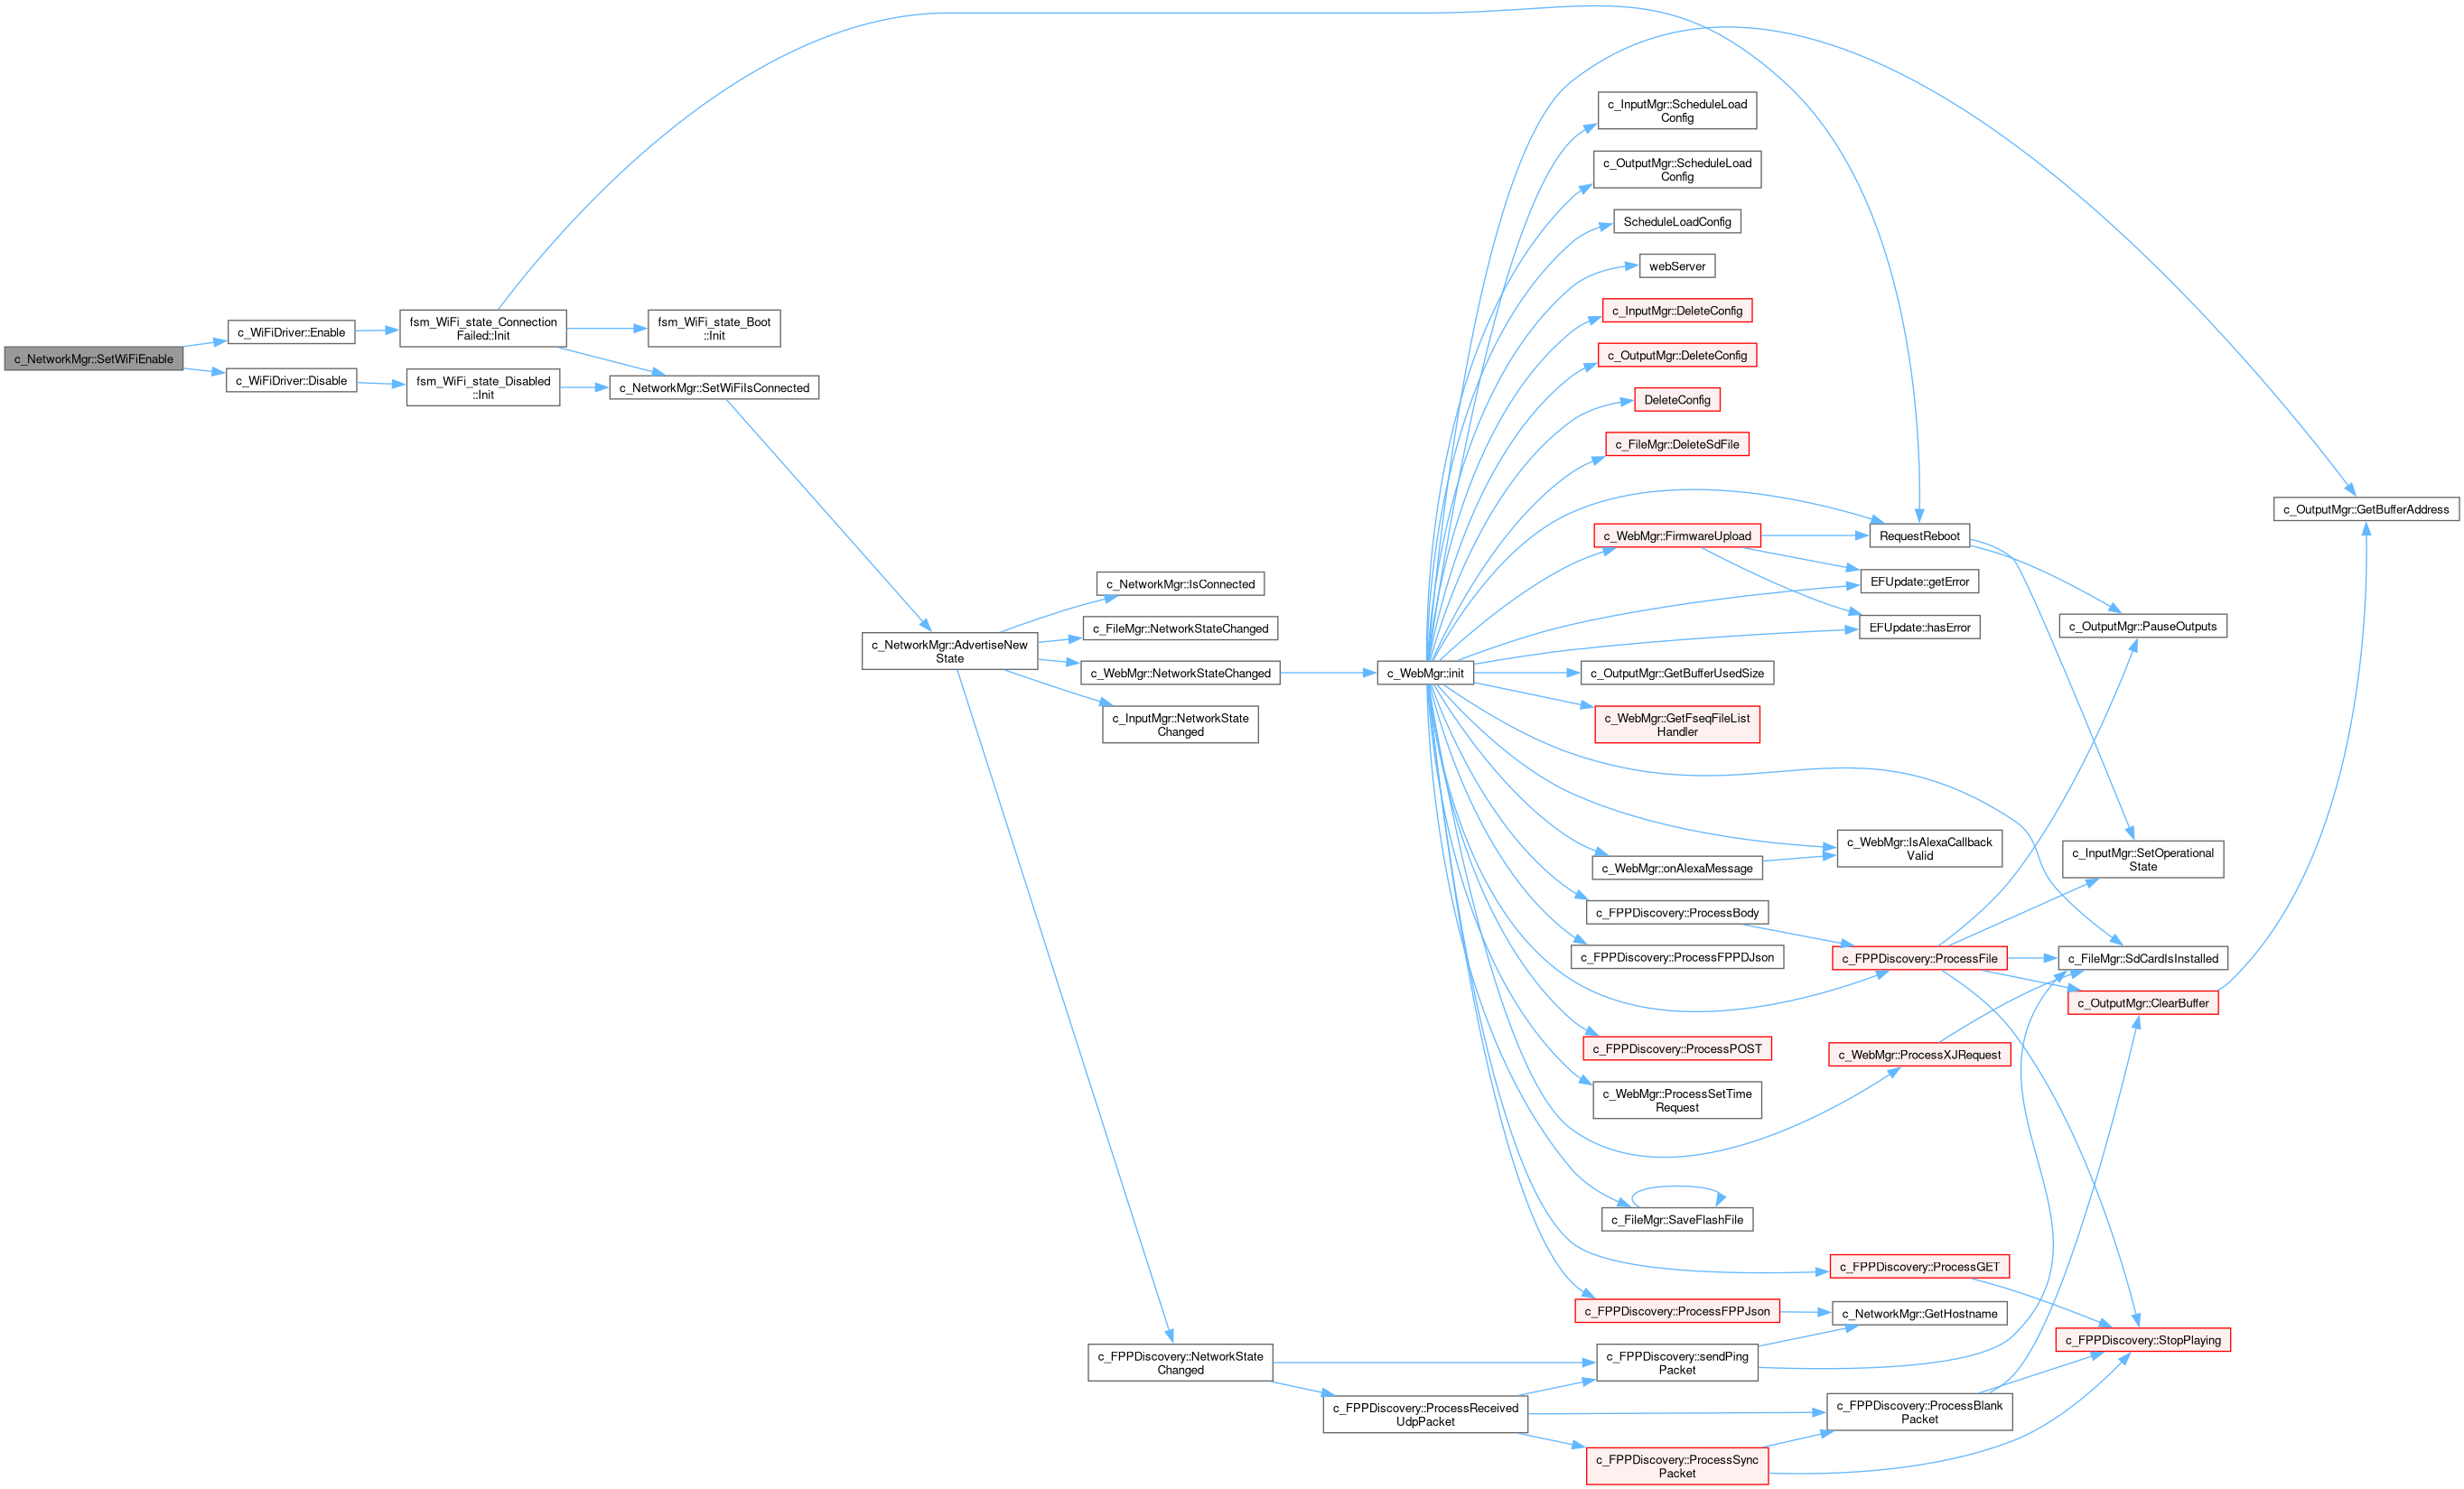 c_NetworkMgr::SetWiFiEnable
c_WiFiDriver::Enable
c_WiFiDriver::Disable
fsm_WiFi_state_Connection
Failed::Init
fsm_WiFi_state_Disabled
::Init
fsm_WiFi_state_Boot
::Init
c_NetworkMgr::SetWiFiIsConnected
c_NetworkMgr::AdvertiseNew
State
c_NetworkMgr::IsConnected
c_FileMgr::NetworkStateChanged
c_WebMgr::NetworkStateChanged
c_InputMgr::NetworkState
Changed
c_FPPDiscovery::NetworkState
Changed
c_WebMgr::init
c_FPPDiscovery::ProcessReceived
UdpPacket
c_InputMgr::ScheduleLoad
Config
c_OutputMgr::ScheduleLoad
Config
ScheduleLoadConfig
webServer
c_InputMgr::DeleteConfig
c_OutputMgr::DeleteConfig
DeleteConfig
c_FileMgr::DeleteSdFile
c_WebMgr::FirmwareUpload
c_OutputMgr::GetBufferUsedSize
c_WebMgr::GetFseqFileList
Handler
c_WebMgr::onAlexaMessage
c_FPPDiscovery::ProcessBody
c_FPPDiscovery::ProcessFPPDJson
c_FPPDiscovery::ProcessPOST
c_WebMgr::ProcessSetTime
Request
c_FileMgr::SaveFlashFile
c_FPPDiscovery::ProcessFPPJson
c_FPPDiscovery::sendPing
Packet
c_FPPDiscovery::ProcessSync
Packet
RequestReboot
EFUpdate::getError
EFUpdate::hasError
c_WebMgr::IsAlexaCallback
Valid
c_FPPDiscovery::ProcessFile
c_WebMgr::ProcessXJRequest
c_FPPDiscovery::ProcessGET
c_NetworkMgr::GetHostname
c_FPPDiscovery::ProcessBlank
Packet
c_OutputMgr::PauseOutputs
c_InputMgr::SetOperational
State
c_FileMgr::SdCardIsInstalled
c_OutputMgr::ClearBuffer
c_FPPDiscovery::StopPlaying
c_OutputMgr::GetBufferAddress